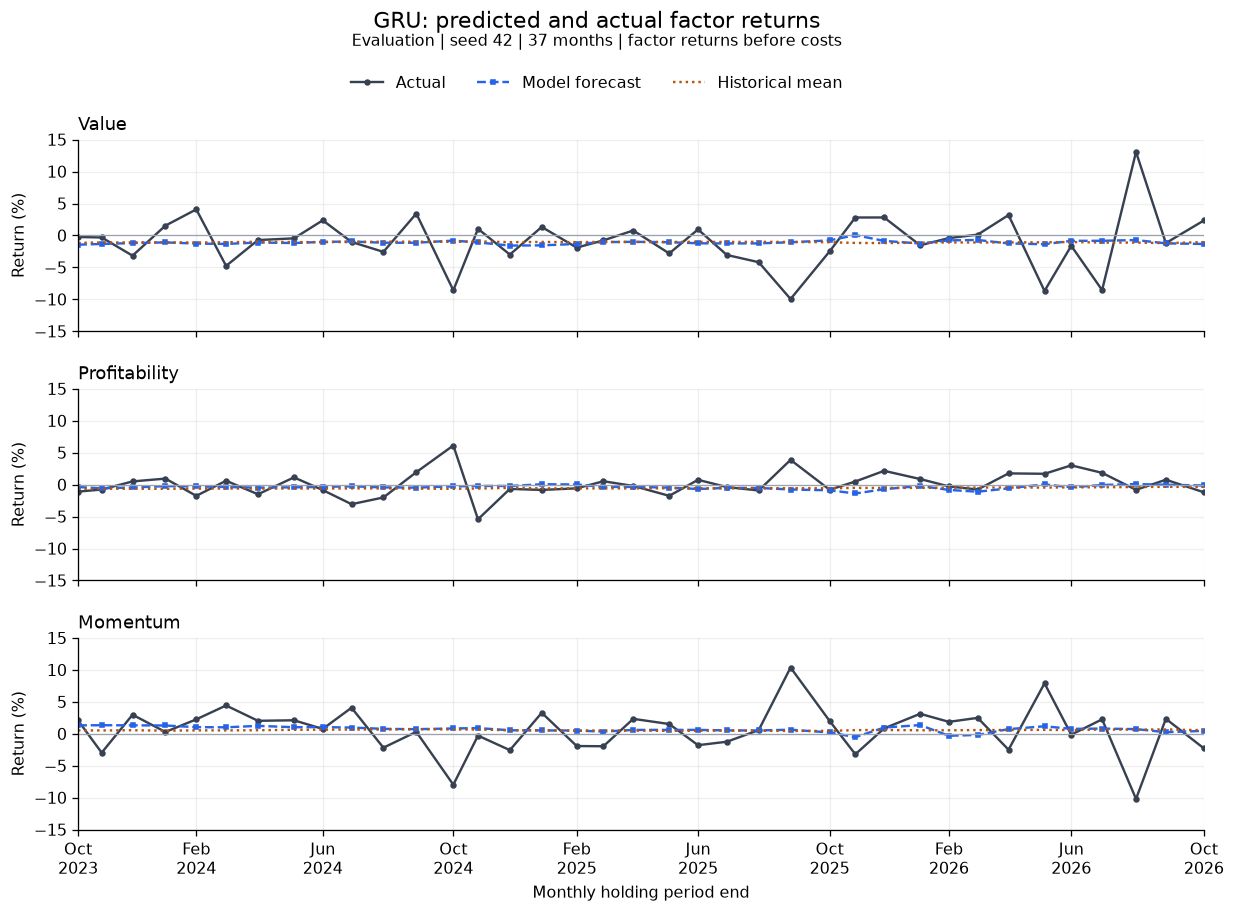 GRU: predicted and actual factor returns
Evaluation | seed 42 | 37 months | factor returns before costs
Actual Model forecast Historical mean
Value
15
10
5
0
−5
−10
−15
Return (%)
Profitability
15
10
5
0
−5
−10
−15
Return (%)
Momentum
15
10
5
0
−5
−10
−15
Return (%)
Oct Feb Jun Oct Feb Jun Oct Feb Jun Oct
2023 2024 2024 2024 2025 2025 2025 2026 2026 2026
Monthly holding period end